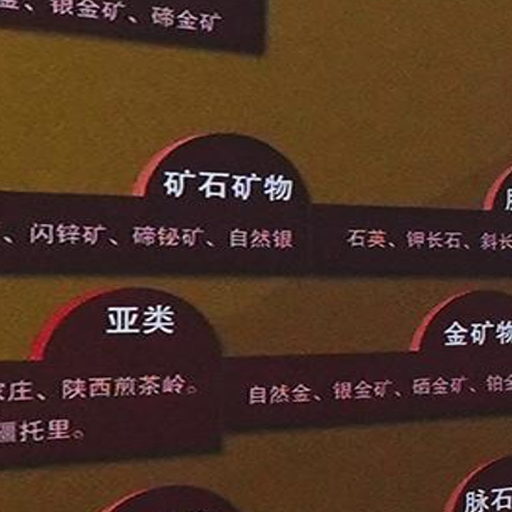 银金矿、碲金矿
矿石矿物
、闪锌矿、碲铋矿、自然银
石英、钾长石、斜长
亚类
金矿物
庄、陕西煎茶岭。
自然金、银金矿、硒金矿、铂金
疆托里。
脉石